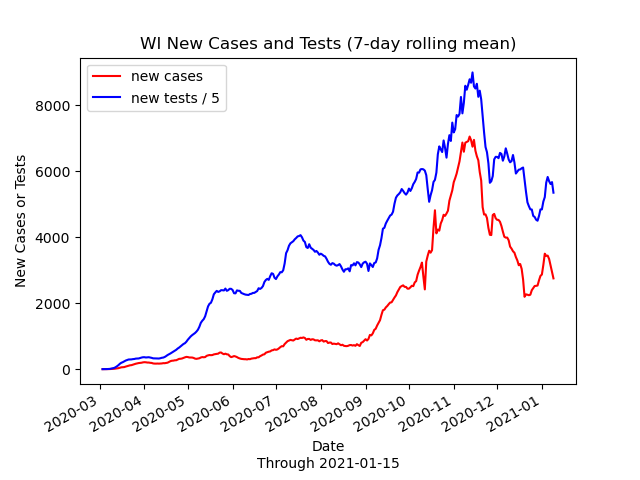 WI New Cases and Tests (7-day rolling mean)
new cases
new tests / 5
New Cases or Tests
8000
6000
4000
2000
0
2020-03
2020-04
2020-05
2020-06
2020-07
2020-08
2020-09
2020-10
2020-11
2020-12
2021-01
Date
Through 2021-01-15